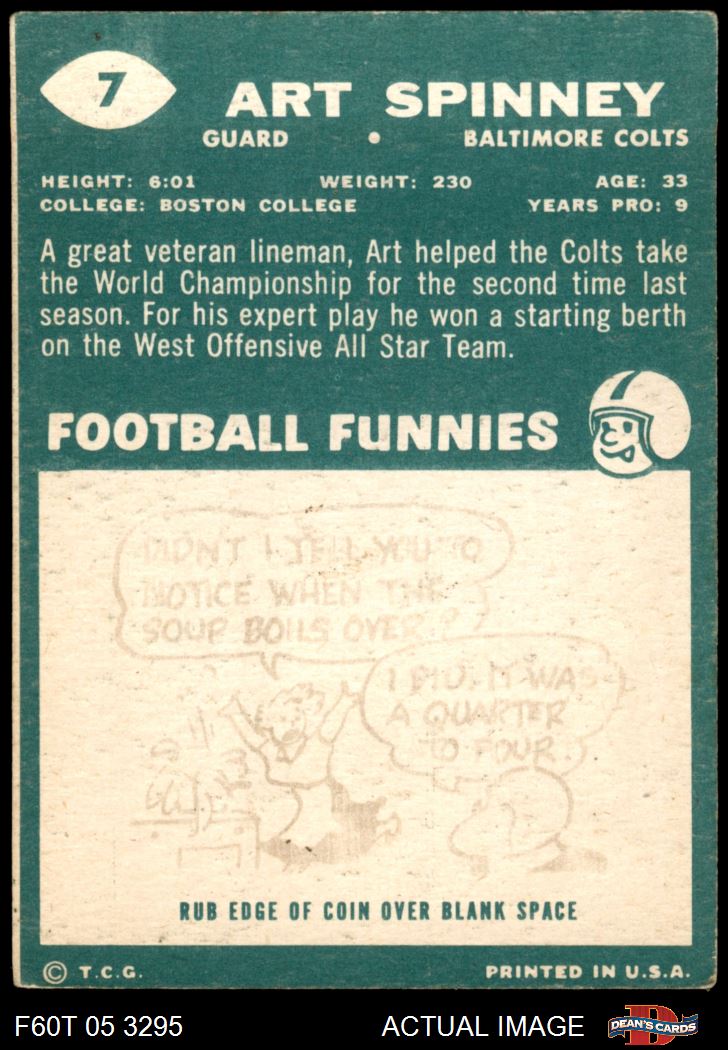 7
ART SPINNEY
GUARD • BALTIMORE COLTS
HEIGHT: 6:01 WEIGHT: 230 AGE: 33
COLLEGE: BOSTON COLLEGE YEARS PRO: 9
A great veteran lineman, Art helped the Colts take
the World Championship for the second time last
season. For his expert play he won a starting berth
on the West Offensive All Star Team.
FOOTBALL FUNNIES
DIDN'T I TELL YOU TO
NOTICE WHEN THE
SOUP BOILS OVER?
I DID. IT WAS
A QUARTER
TO FOUR.
RUB EDGE OF COIN OVER BLANK SPACE
© T.C.G. PRINTED IN U.S.A.
F60T 05 3295 ACTUAL IMAGE DEAN'S CARDS